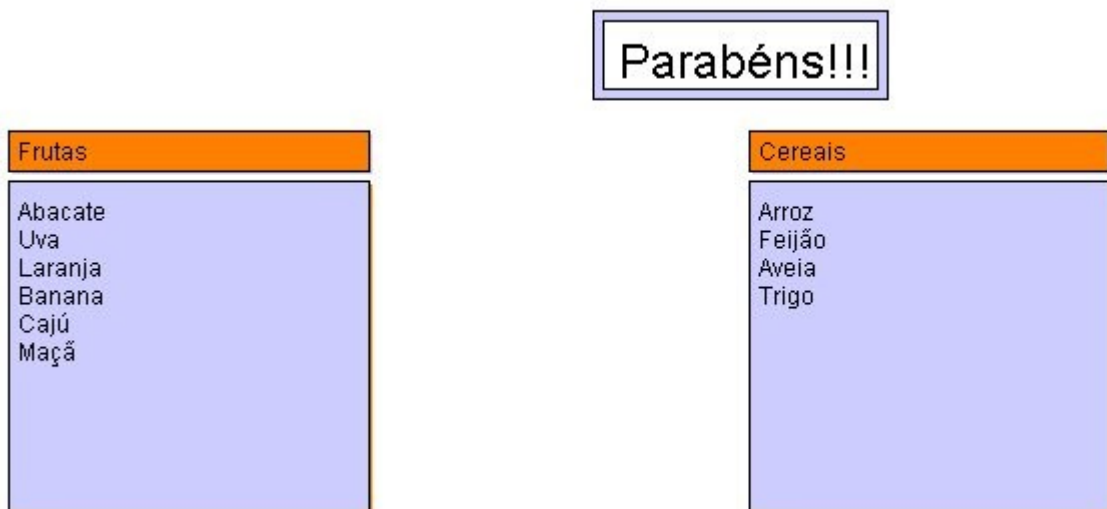 Parabéns!!!
Frutas
Abacate
Uva
Laranja
Banana
Cajú
Maçã
Cereais
Arroz
Feijão
Aveia
Trigo